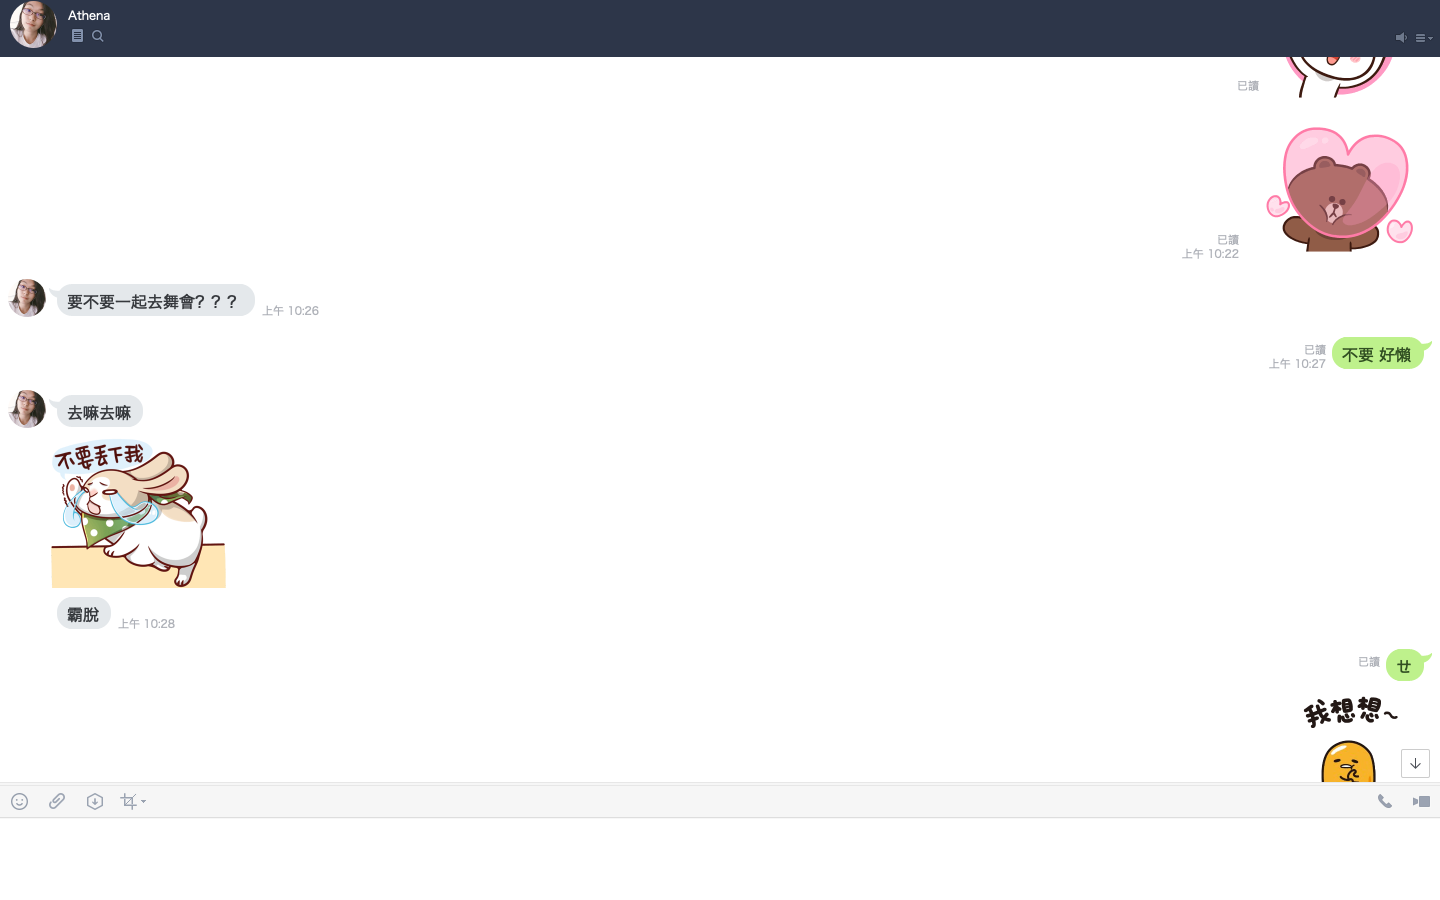 Athena
已讀
已讀
上午 10:22
要不要一起去舞會？？？
上午 10:26
已讀
上午 10:27
不要 好懶
去嘛去嘛
不要丟下我
霸脫
上午 10:28
已讀
ㄝ
我想想~